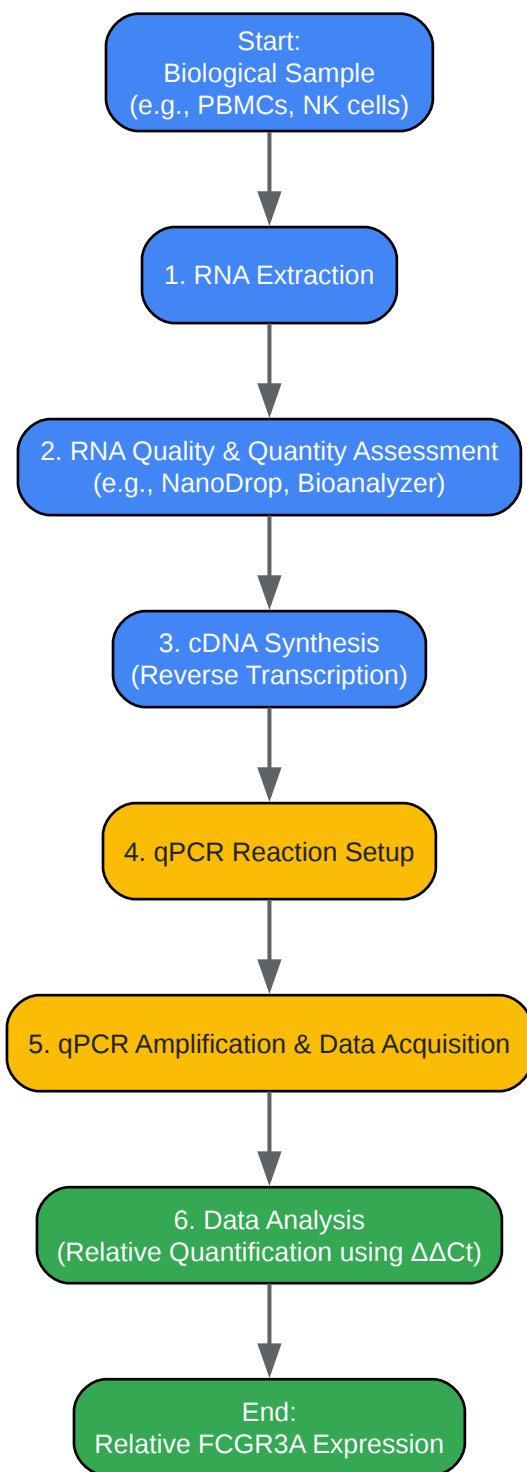 Start:
Biological Sample
(e.g., PBMCs, NK cells)
1. RNA Extraction
2. RNA Quality & Quantity Assessment
(e.g., NanoDrop, Bioanalyzer)
3. cDNA Synthesis
(Reverse Transcription)
4. qPCR Reaction Setup
5. qPCR Amplification & Data Acquisition
6. Data Analysis
(Relative Quantification using ΔΔCt)
End:
Relative FCGR3A Expression